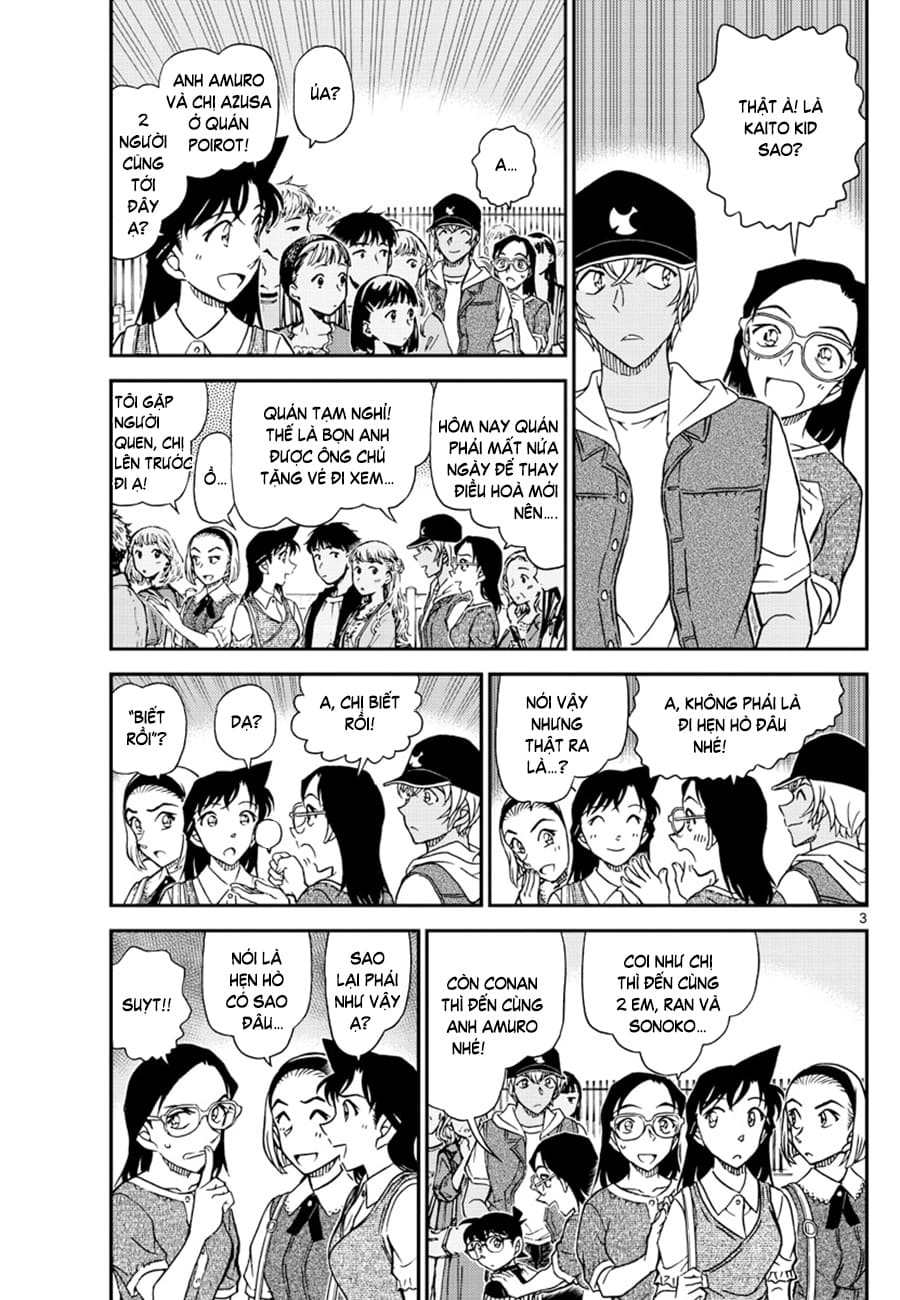 THẬT À! LÀ
KAITO KID
SAO?
A...
ỦA?
ANH AMURO
VÀ CHỊ AZUSA
Ở QUÁN
POIROT!
2
NGƯỜI
CŨNG
TỚI
ĐÂY
Ạ?
HÔM NAY QUÁN
PHẢI MẤT NỬA
NGÀY ĐỂ THAY
ĐIỀU HOÀ MỚI
NÊN....
QUÁN TẠM NGHỈ!
THẾ LÀ BỌN ANH
ĐƯỢC ÔNG CHỦ
TẶNG VÉ ĐI XEM...
Ồ...
TÔI GẶP
NGƯỜI
QUEN, CHỊ
LÊN TRƯỚC
ĐI Ạ!
A, KHÔNG PHẢI LÀ
ĐI HẸN HÒ ĐÂU
NHÉ!
NÓI VẬY
NHƯNG
THẬT RA
LÀ...?
A, CHỊ BIẾT
RỒI!
DẠ?
“BIẾT
RỒI”?
3
COI NHƯ CHỊ
THÌ ĐẾN CÙNG
2 EM, RAN VÀ
SONOKO...
CÒN CONAN
THÌ ĐẾN CÙNG
ANH AMURO
NHÉ!
SAO
LẠI PHẢI
NHƯ VẬY
Ạ?
NÓI LÀ
HẸN HÒ
CÓ SAO
ĐÂU...
SUYT!!